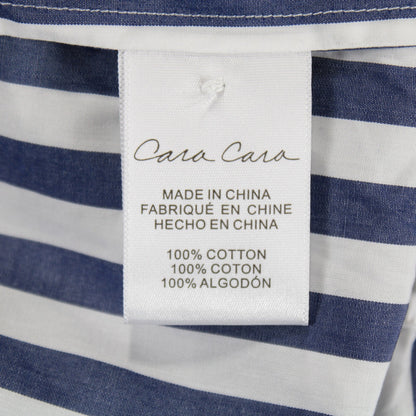 Cara Cara
MADE IN CHINA
FABRIQUÉ EN CHINE
HECHO EN CHINA
100% COTTON
100% COTON
100% ALGODÓN